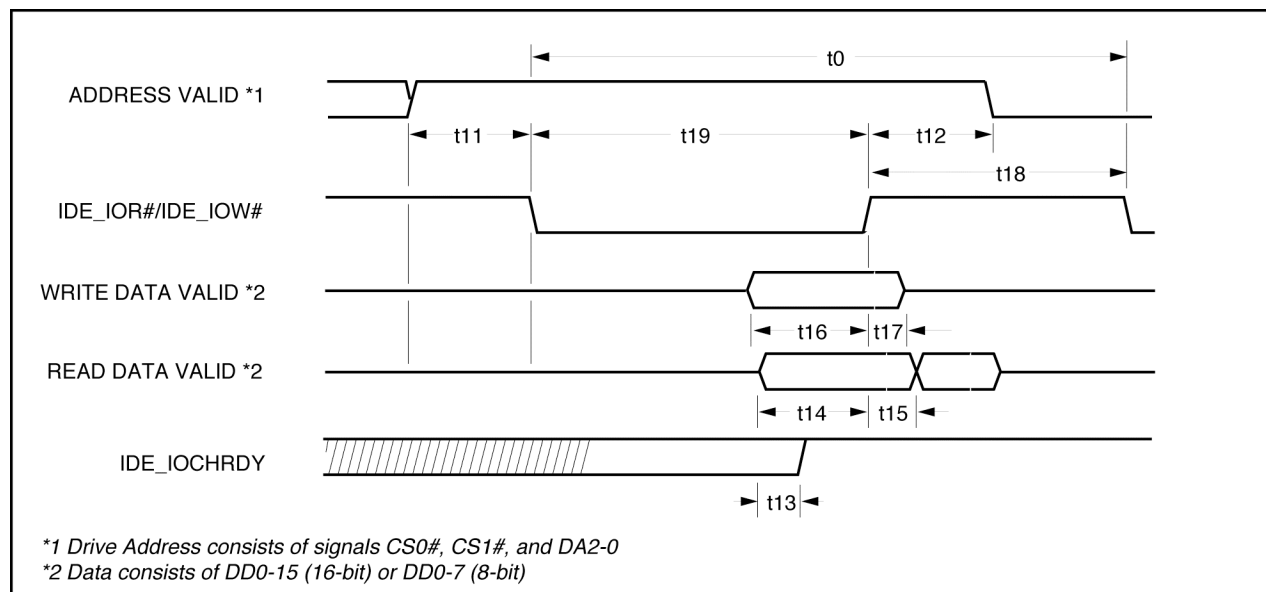 t0
ADDRESS VALID *1
t11 t19 t12
t18
IDE_IOR#/IDE_IOW#
WRITE DATA VALID *2
t16 t17
READ DATA VALID *2
t14 t15
IDE_IOCHRDY
t13
*1 Drive Address consists of signals CS0#, CS1#, and DA2-0
*2 Data consists of DD0-15 (16-bit) or DD0-7 (8-bit)